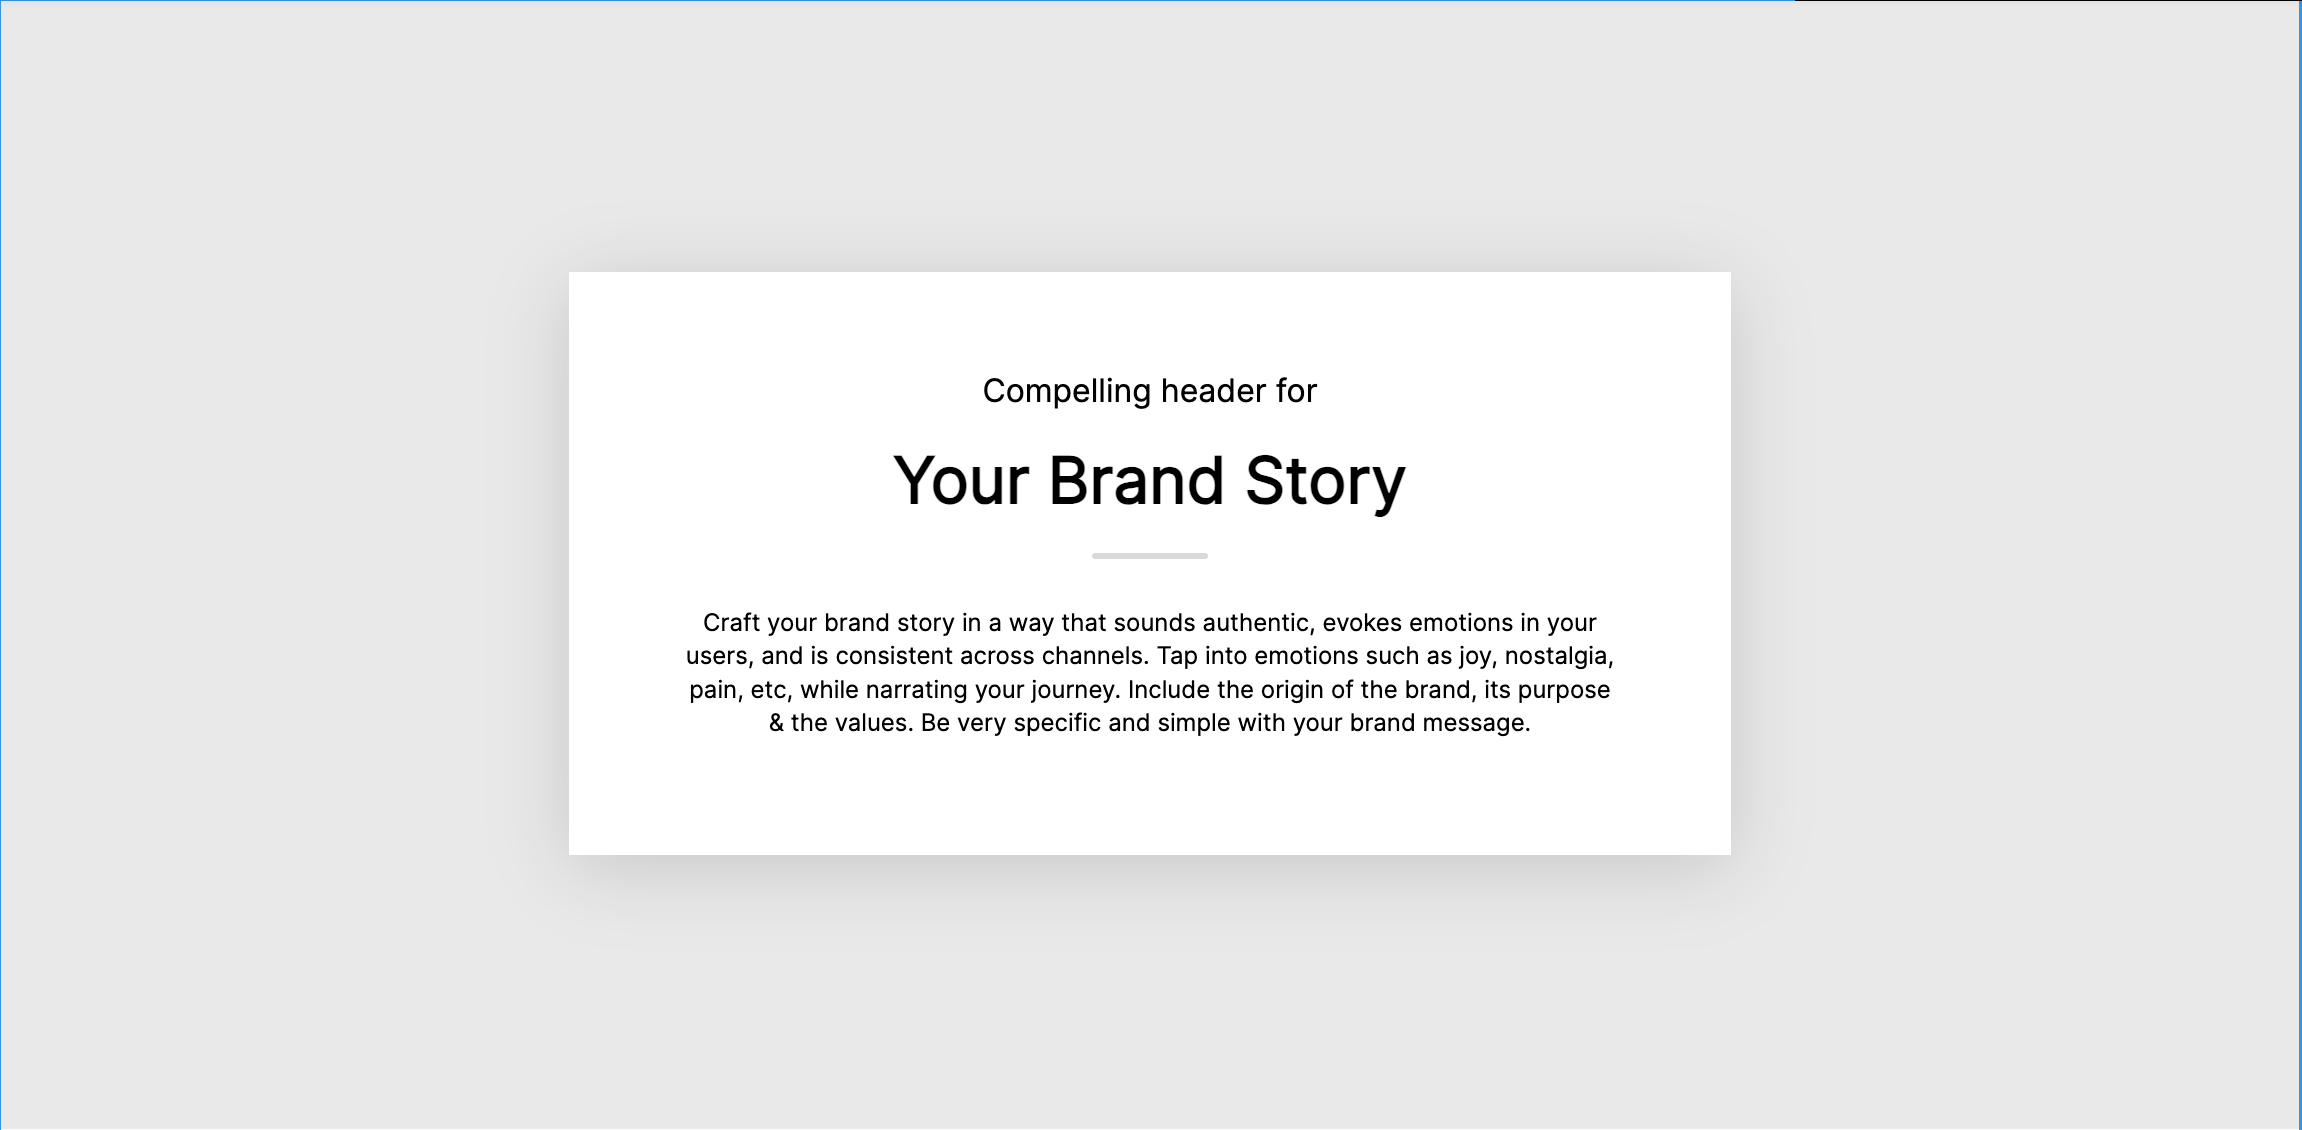 Compelling header for
Your Brand Story
Craft your brand story in a way that sounds authentic, evokes emotions in your
users, and is consistent across channels. Tap into emotions such as joy, nostalgia,
pain, etc, while narrating your journey. Include the origin of the brand, its purpose
& the values. Be very specific and simple with your brand message.